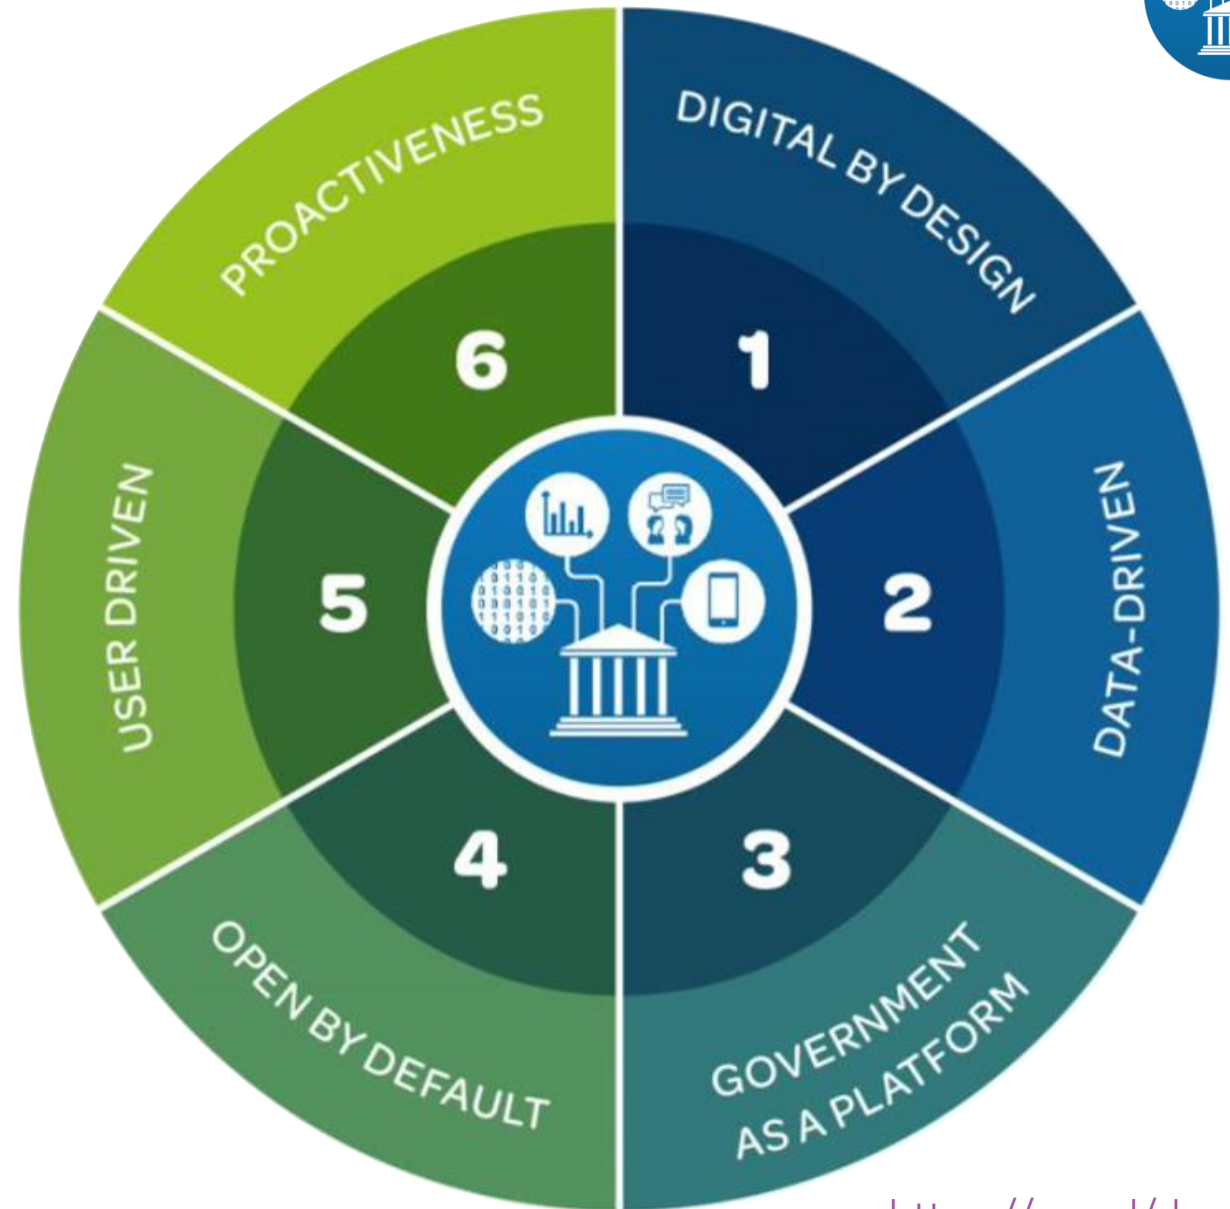 DIGITAL BY DESIGN
1
DATA-DRIVEN
2
GOVERNMENT
AS A PLATFORM
3
OPEN BY DEFAULT
4
USER DRIVEN
5
PROACTIVENESS
6